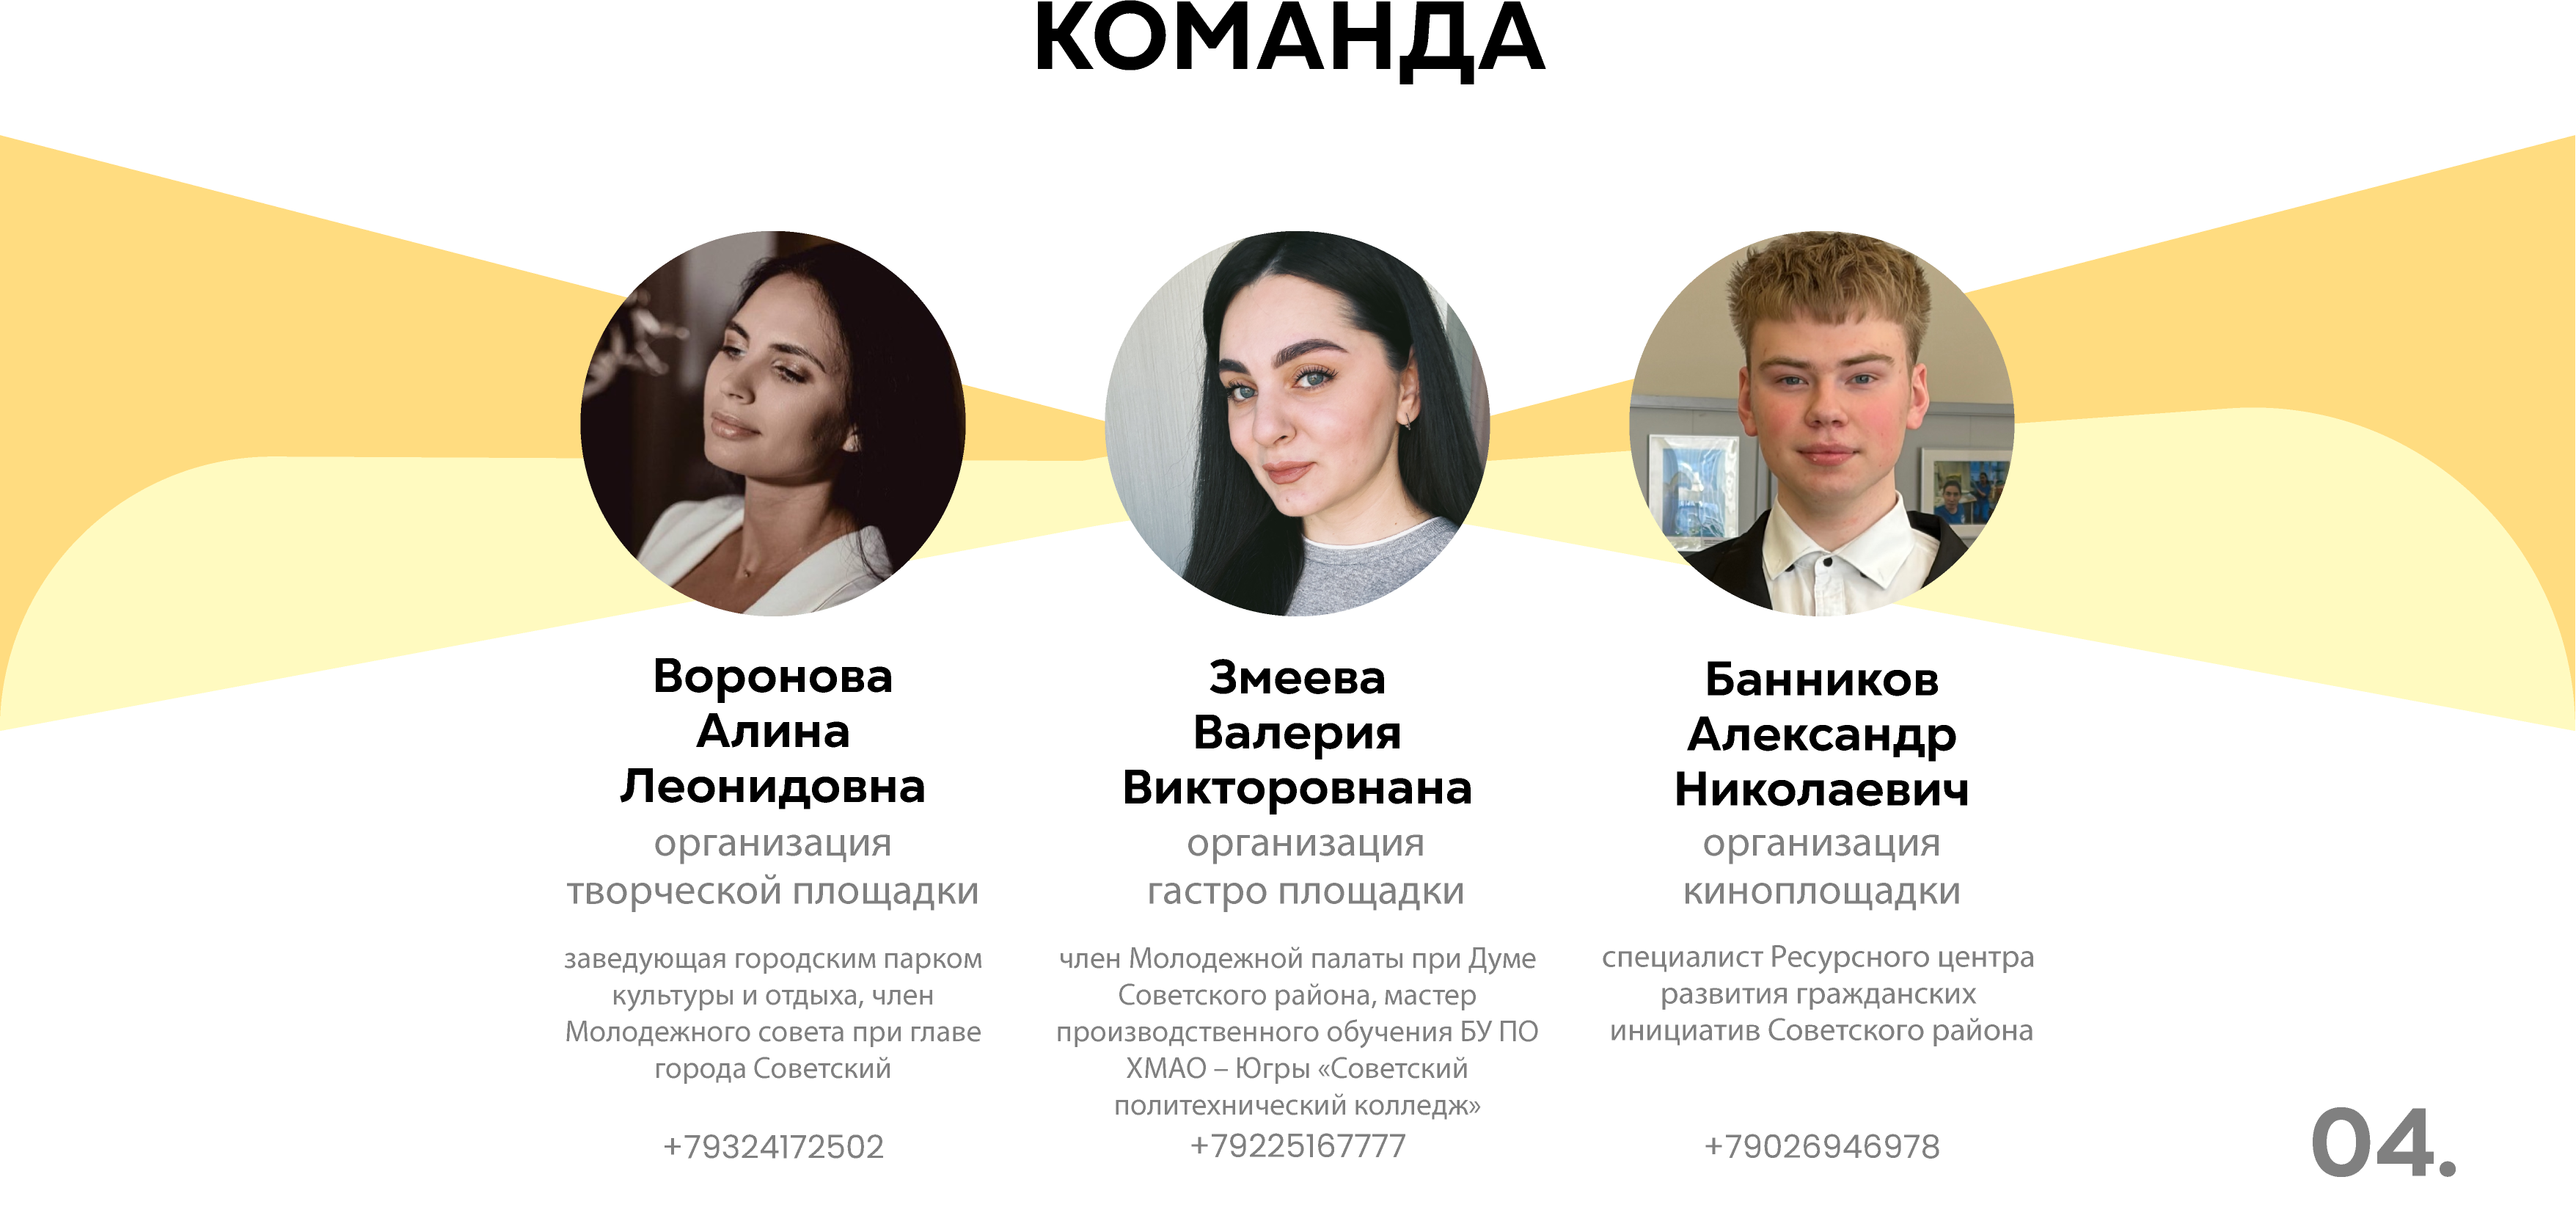 КОМАНДА
Воронова
Алина
Леонидовна
организация
творческой площадки
заведующая городским парком
культуры и отдыха, член
Молодежного совета при главе
города Советский
+79324172502
Змеева
Валерия
Викторовнана
организация
гастро площадки
член Молодежной палаты при Думе
Советского района, мастер
производственного обучения БУ ПО
ХМАО – Югры «Советский
политехнический колледж»
+79225167777
Банников
Александр
Николаевич
организация
киноплощадки
специалист Ресурсного центра
развития гражданских
инициатив Советского района
+79026946978
04.